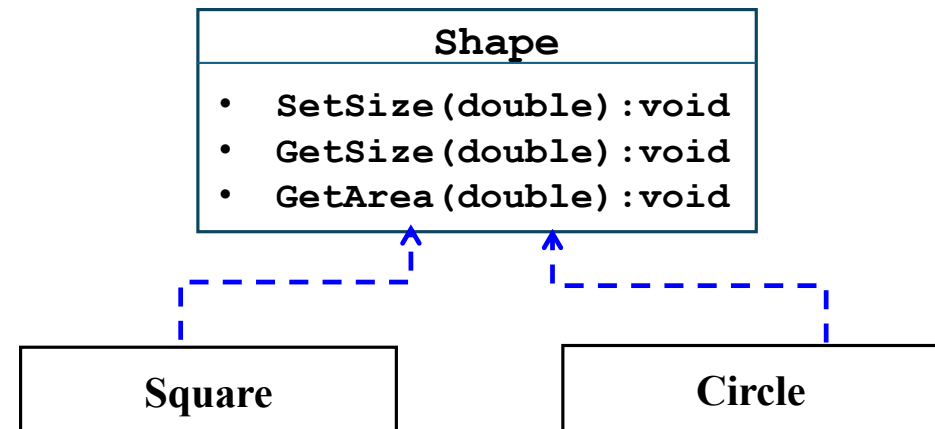 Shape
• SetSize(double):void
• GetSize(double):void
• GetArea(double):void
Square
Circle